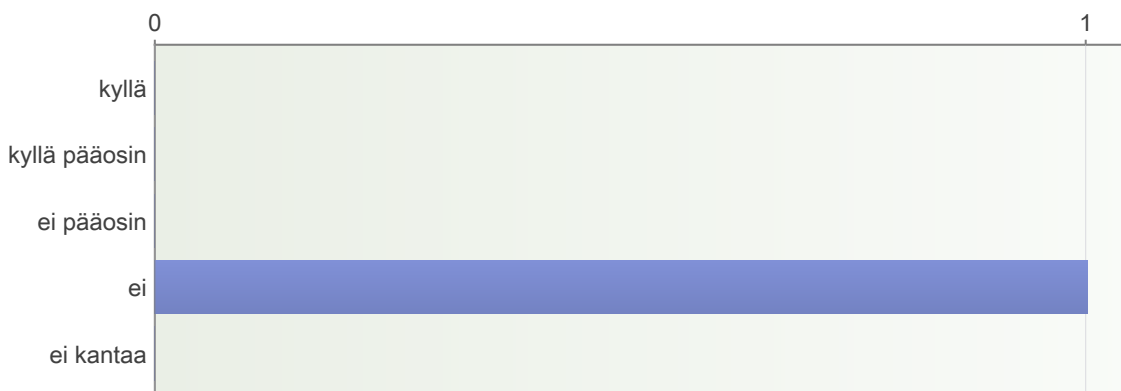 0 1
kyllä
kyllä pääosin
ei pääosin
ei
ei kantaa